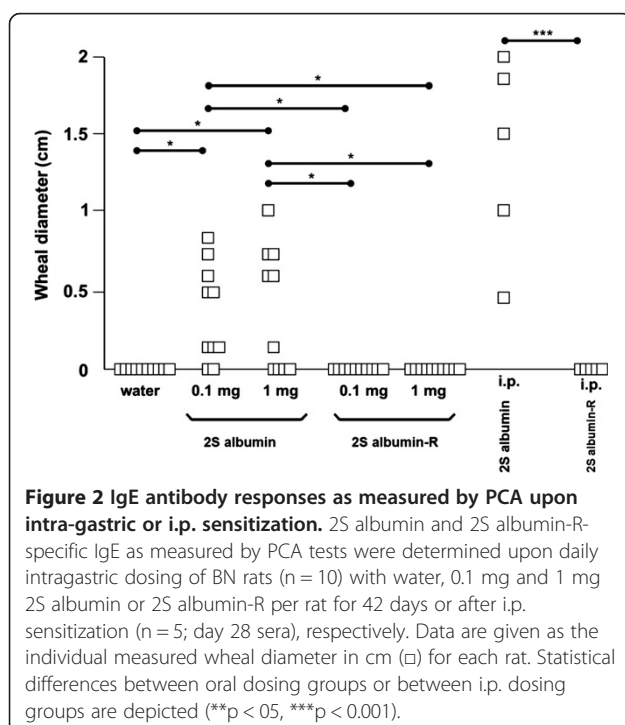 ***
2
*
*
1.5
*
*
*
*
1
0.5
0
Wheal diameter (cm)
water
0.1 mg
1 mg
0.1 mg
1 mg
i.p.
i.p.
2S albumin
2S albumin-R
2S albumin
2S albumin-R
Figure 2 IgE antibody responses as measured by PCA upon
intra-gastric or i.p. sensitization. 2S albumin and 2S albumin-R-
specific IgE as measured by PCA tests were determined upon daily
intragastric dosing of BN rats (n = 10) with water, 0.1 mg and 1 mg
2S albumin or 2S albumin-R per rat for 42 days or after i.p.
sensitization (n = 5; day 28 sera), respectively. Data are given as the
individual measured wheal diameter in cm (□) for each rat. Statistical
differences between oral dosing groups or between i.p. dosing
groups are depicted (**p < 05, ***p < 0.001).